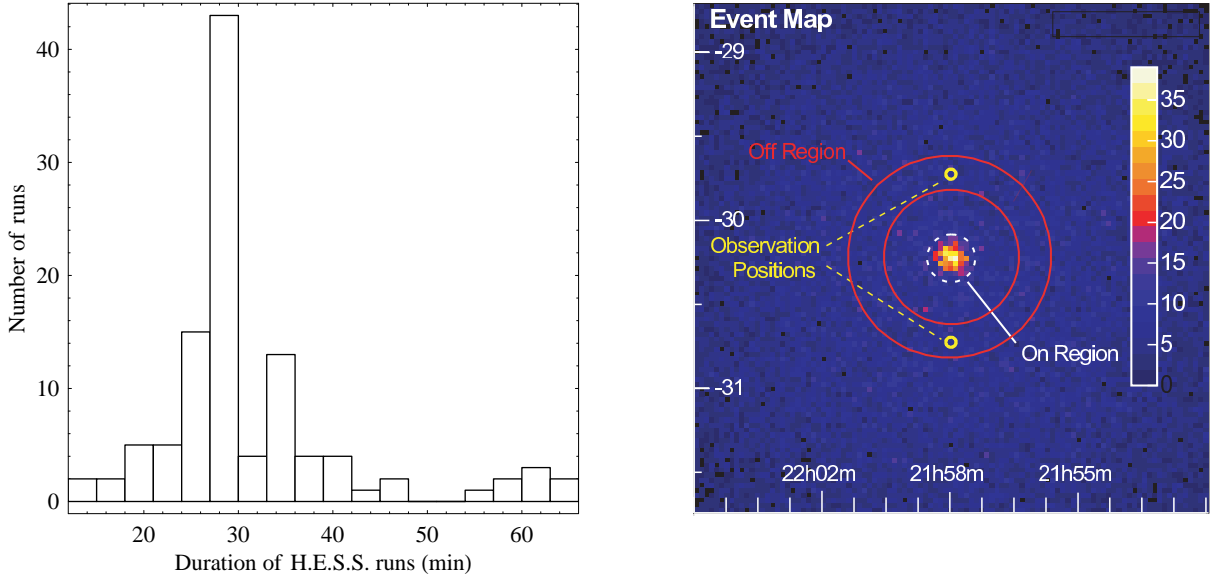 40
30
20
10
0
Number of runs
20
30
40
50
60
Duration of H.E.S.S. runs (min)
Event Map
-29
-30
-31
Off Region
Observation
Positions
On Region
35
30
25
20
15
10
5
0
22h02m
21h58m
21h55m